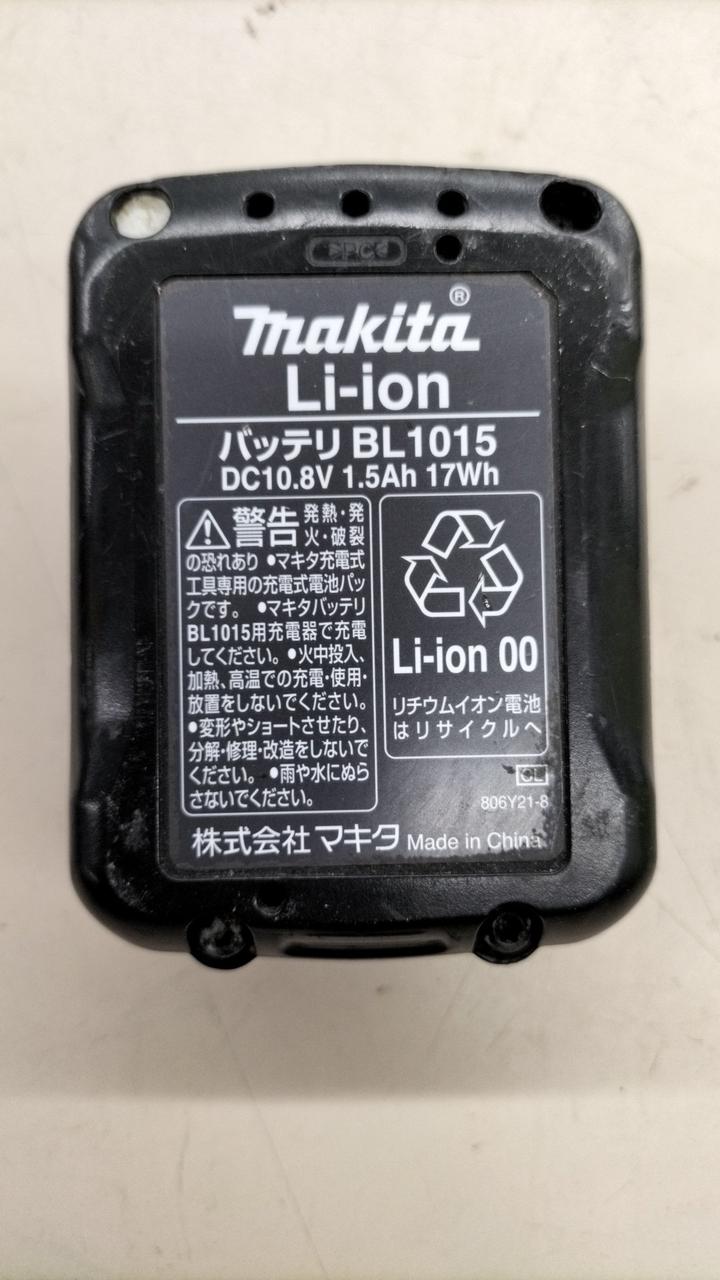 >PC<
makita®
Li-ion
バッテリ BL1015
DC10.8V 1.5Ah 17Wh
警告 発熱・発
火・破裂
の恐れあり ●マキタ充電式
工具専用の充電式電池パッ
クです。 ●マキタバッテリ
BL1015用充電器で充電
してください。●火中投入、
加熱、高温での充電・使用・
放置をしないでください。
●変形やショートさせたり、
分解・修理・改造をしないで
ください。 ●雨や水にぬら
さないでください。
Li-ion 00
リチウムイオン電池
はリサイクルへ
CL
806Y21-8
株式会社マキタ Made in China